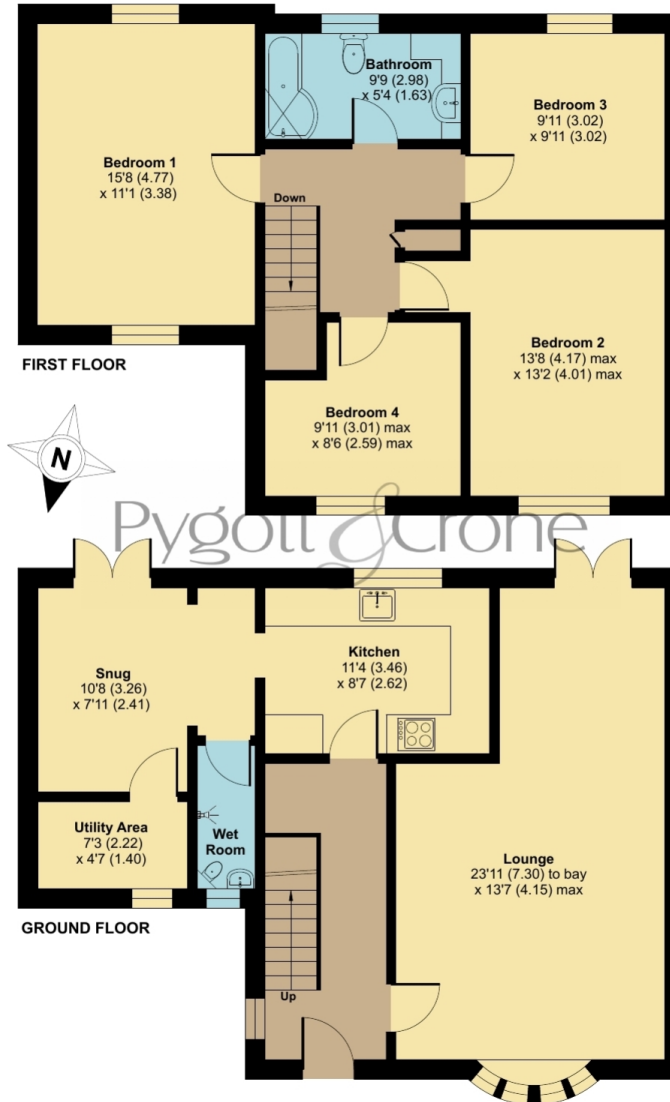 Bathroom
9'9 (2.98)
x 5'4 (1.63)
Bedroom 3
9'11 (3.02)
x 9'11 (3.02)
Bedroom 1
15'8 (4.77)
x 11'1 (3.38)
Down
Bedroom 2
13'8 (4.17) max
x 13'2 (4.01) max
FIRST FLOOR
Bedroom 4
9'11 (3.01) max
x 8'6 (2.59) max
N
Pygott & Crone
Kitchen
11'4 (3.46)
x 8'7 (2.62)
Snug
10'8 (3.26)
x 7'11 (2.41)
Utility Area
7'3 (2.22)
x 4'7 (1.40)
Wet
Room
Lounge
23'11 (7.30) to bay
x 13'7 (4.15) max
GROUND FLOOR
Up